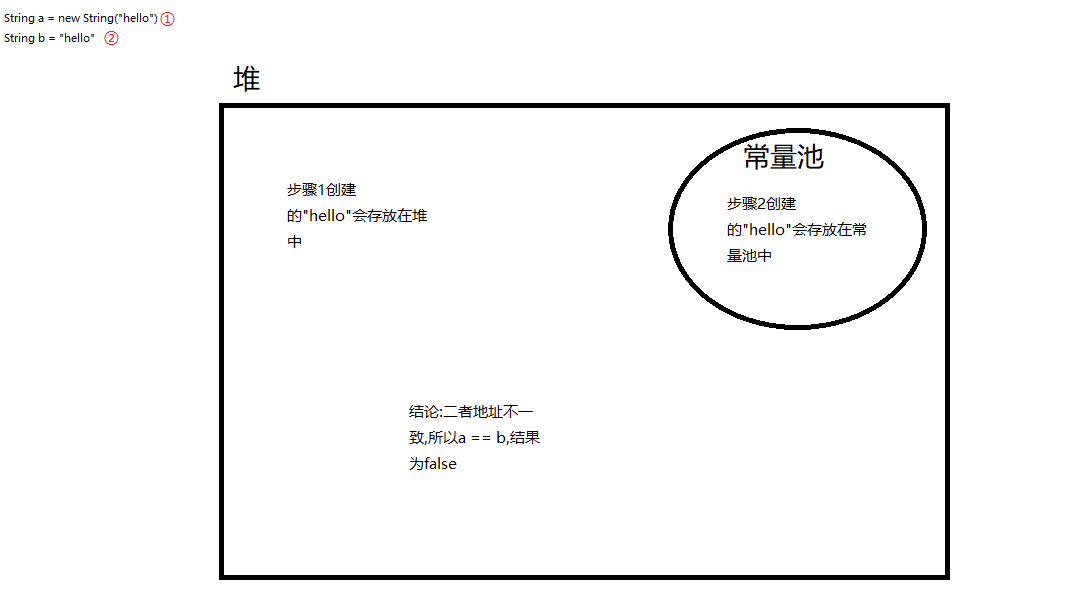 String a = new String("hello") ①
String b = "hello" ②
堆
常量池
步骤1创建
的"hello"会存放在堆
中
步骤2创建
的"hello"会存放在常
量池中
结论:二者地址不一
致,所以a == b,结果
为false